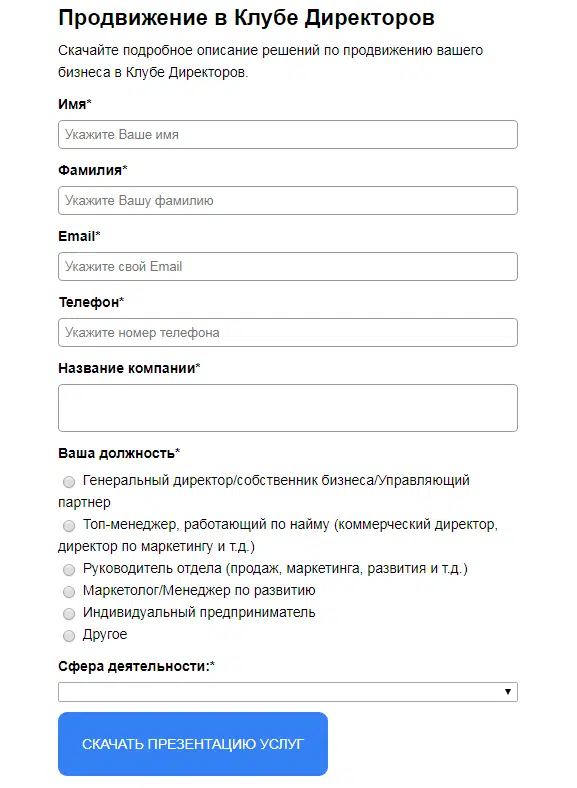 Продвижение в Клубе Директоров
Скачайте подробное описание решений по продвижению вашего
бизнеса в Клубе Директоров.
Имя*
Укажите Ваше имя
Фамилия*
Укажите Вашу фамилию
Email*
Укажите свой Email
Телефон*
Укажите номер телефона
Название компании*
Ваша должность*
Генеральный директор/собственник бизнеса/Управляющий
партнер
Топ-менеджер, работающий по найму (коммерческий директор,
директор по маркетингу и т.д.)
Руководитель отдела (продаж, маркетинга, развития и т.д.)
Маркетолог/Менеджер по развитию
Индивидуальный предприниматель
Другое
Сфера деятельности:*
СКАЧАТЬ ПРЕЗЕНТАЦИЮ УСЛУГ